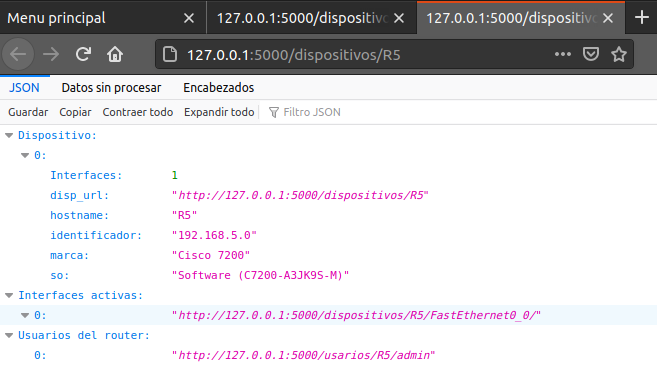 Menu principal
127.0.0.1:5000/dispositivo
127.0.0.1:5000/dispositivo
127.0.0.1:5000/dispositivos/R5
JSON Datos sin procesar Encabezados
Guardar Copiar Contraer todo Expandir todo Filtro JSON
Dispositivo:
0:
Interfaces: 1
disp_url: "http://127.0.0.1:5000/dispositivos/R5"
hostname: "R5"
identificador: "192.168.5.0"
marca: "Cisco 7200"
so: "Software (C7200-A3JK9S-M)"
Interfaces activas:
0: "http://127.0.0.1:5000/dispositivos/R5/FastEthernet0_0/"
Usuarios del router:
0: "http://127.0.0.1:5000/usarios/R5/admin"